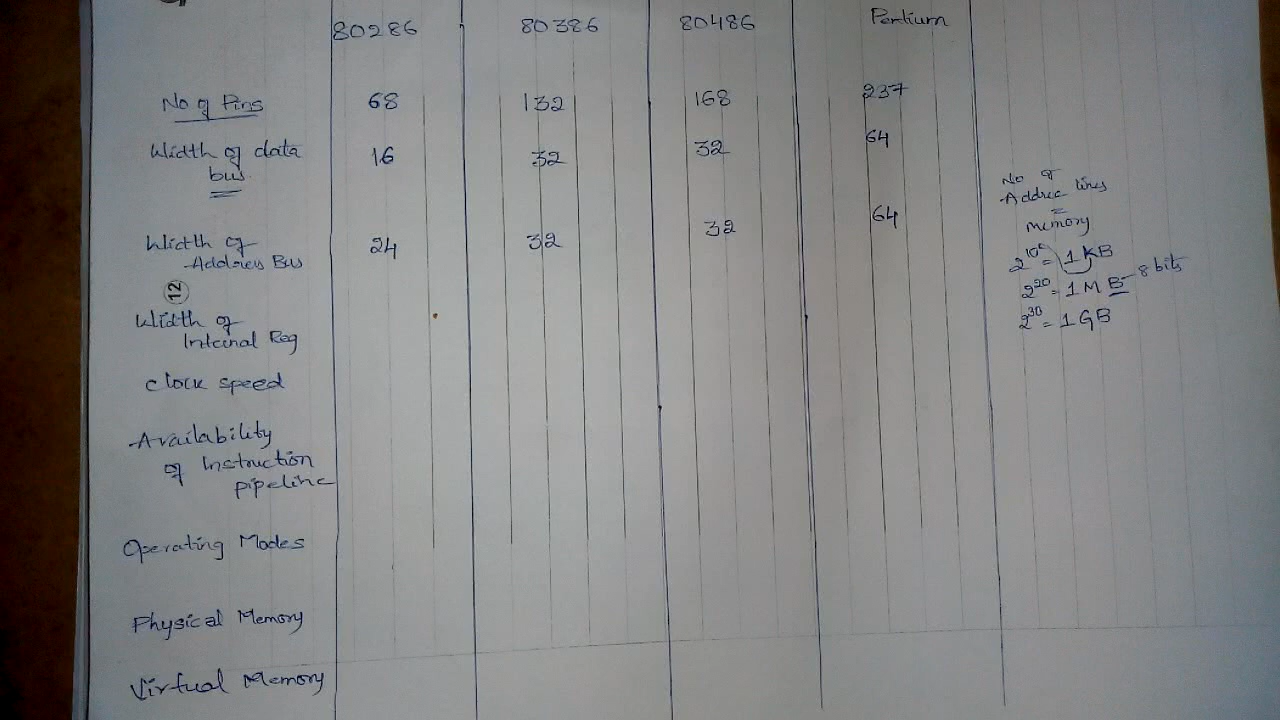 80286 80386 80486 Pentium
No of Pins 68 132 168 237
Width of data 16 32 32 64
bus
Width of 24 32 32 64
Address Bus
12
Width of
Internal Reg
Clock speed
Availability
of Instruction
pipeline
Operating Modes
Physical Memory
Virtual Memory
No of
Addres lines
=
memory
2^10 = 1 KB
2^20 = 1 M B - 8 bits
2^30 = 1 GB